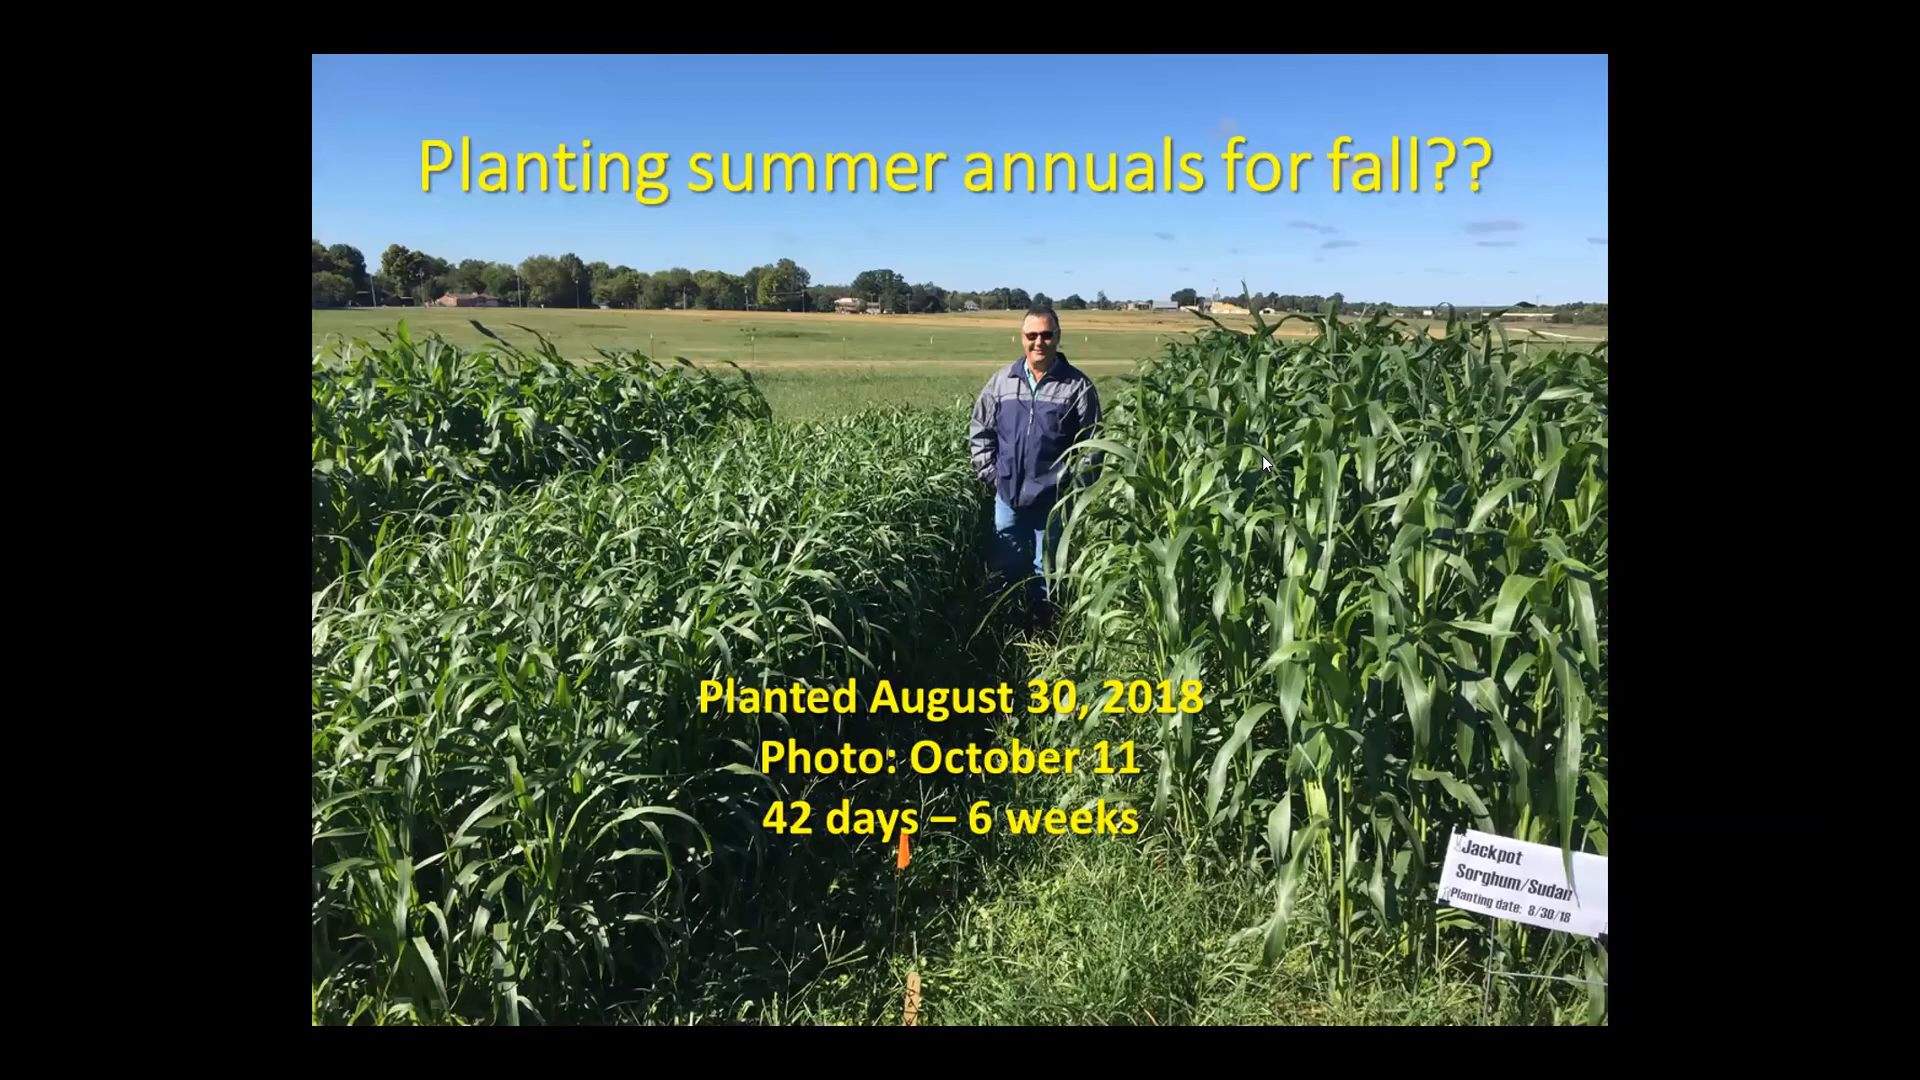 Planting summer annuals for fall??
Planted August 30, 2018
Photo: October 11
42 days – 6 weeks
Jackpot
Sorghum/Sudan
Planting date: 8/30/18